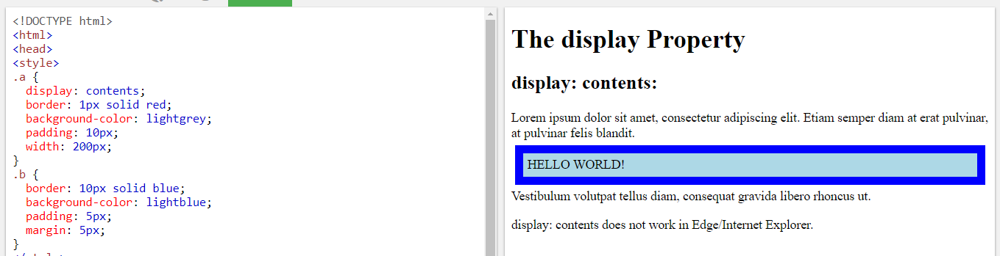 <!DOCTYPE html>
<html>
<head>
<style>
.a {
  display: contents;
  border: 1px solid red;
  background-color: lightgrey;
  padding: 10px;
  width: 200px;
}
.b {
  border: 10px solid blue;
  background-color: lightblue;
  padding: 5px;
  margin: 5px;
}
The display Property
display: contents:
Lorem ipsum dolor sit amet, consectetur adipiscing elit. Etiam semper diam at erat pulvinar,
at pulvinar felis blandit.
HELLO WORLD!
Vestibulum volutpat tellus diam, consequat gravida libero rhoncus ut.
display: contents does not work in Edge/Internet Explorer.